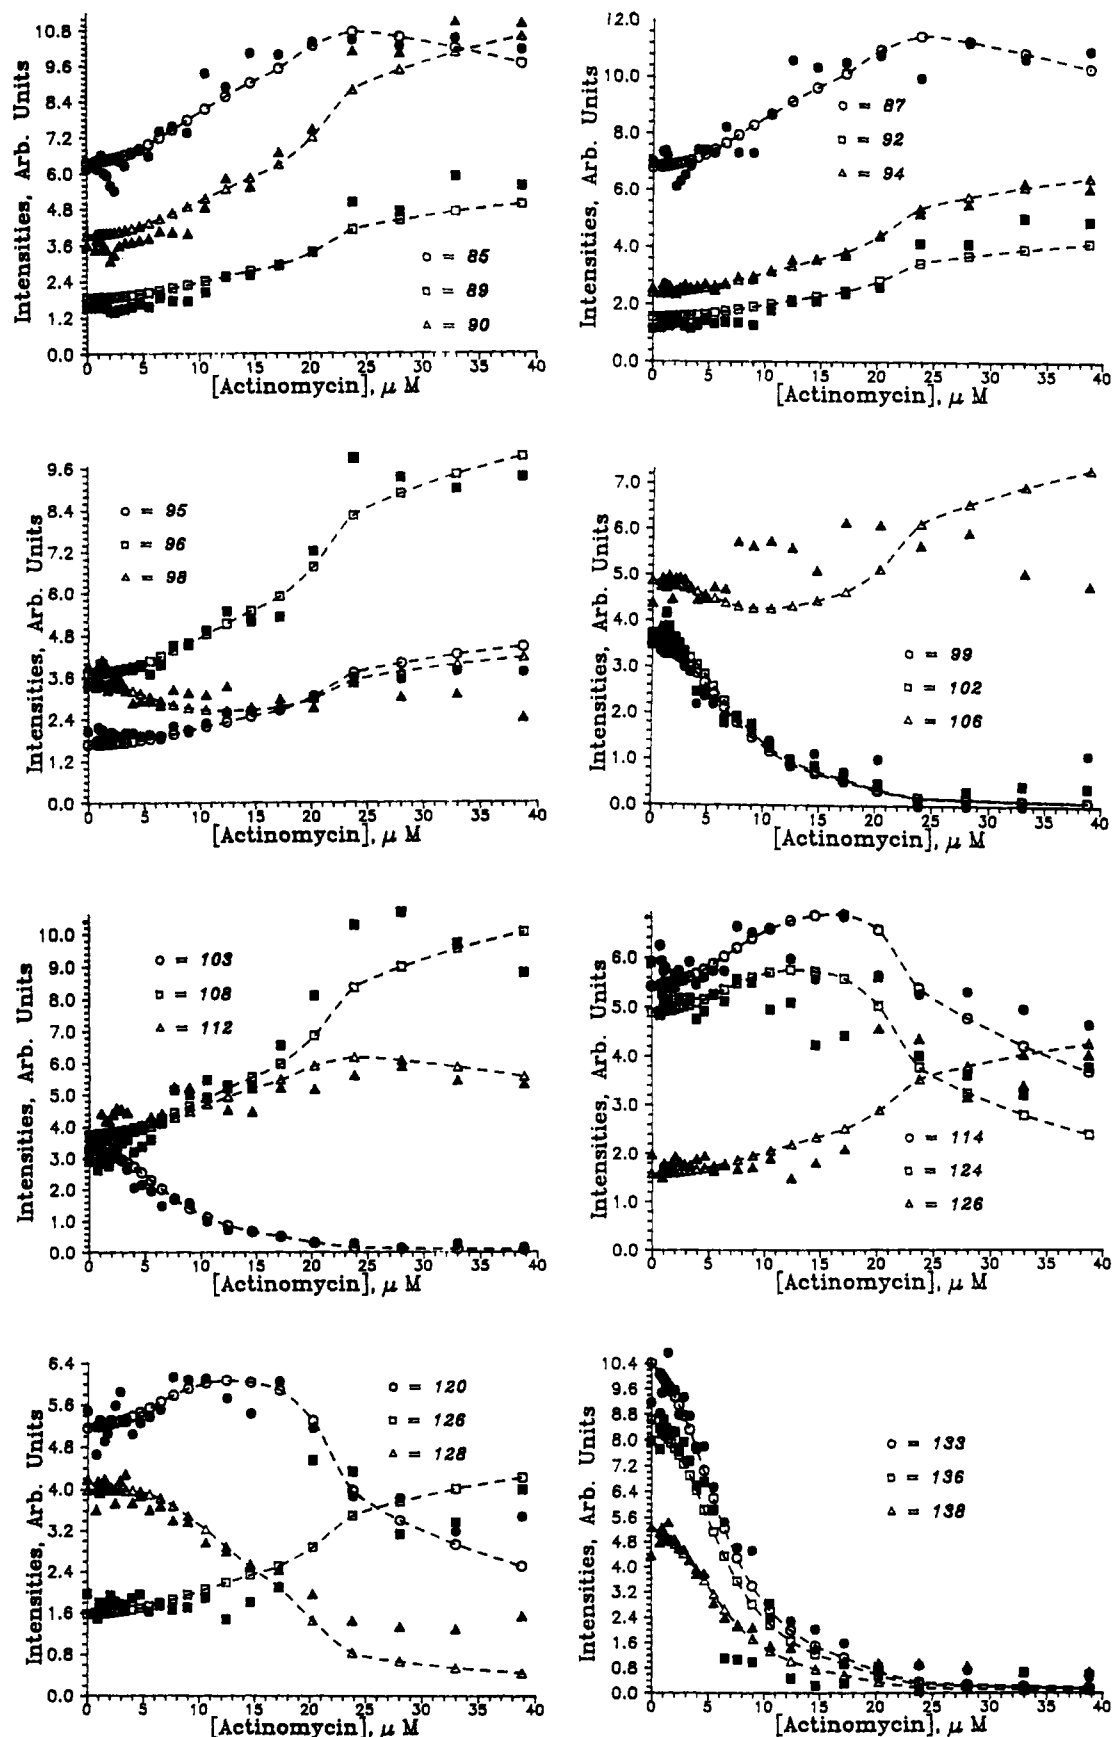 Intensities, Arb. Units
10.8
9.6
8.4
7.2
6.0
4.8
3.6
2.4
1.2
0.0
○ = 85
□ = 89
△ = 90
0 5 10 15 20 25 30 35 40
[Actinomycin], μ M
Intensities, Arb. Units
12.0
10.0
8.0
6.0
4.0
2.0
0.0
○ = 87
□ = 92
△ = 94
0 5 10 15 20 25 30 35 40
[Actinomycin], μ M
Intensities, Arb. Units
9.6
8.4
7.2
6.0
4.8
3.6
2.4
1.2
0.0
○ = 95
□ = 96
△ = 98
0 5 10 15 20 25 30 35 40
[Actinomycin], μ M
Intensities, Arb. Units
7.0
6.0
5.0
4.0
3.0
2.0
1.0
0.0
○ = 99
□ = 102
△ = 106
0 5 10 15 20 25 30 35 40
[Actinomycin], μ M
Intensities, Arb. Units
10.0
9.0
8.0
7.0
6.0
5.0
4.0
3.0
2.0
1.0
0.0
○ = 103
□ = 108
△ = 112
0 5 10 15 20 25 30 35 40
[Actinomycin], μ M
Intensities, Arb. Units
6.0
5.0
4.0
3.0
2.0
1.0
0.0
○ = 114
□ = 124
△ = 126
0 5 10 15 20 25 30 35 40
[Actinomycin], μ M
Intensities, Arb. Units
6.4
5.6
4.8
4.0
3.2
2.4
1.6
0.8
0.0
○ = 120
□ = 126
△ = 128
0 5 10 15 20 25 30 35 40
[Actinomycin], μ M
Intensities, Arb. Units
10.4
9.6
8.8
8.0
7.2
6.4
5.6
4.8
4.0
3.2
2.4
1.6
0.8
0.0
○ = 133
□ = 136
△ = 138
0 5 10 15 20 25 30 35 40
[Actinomycin], μ M